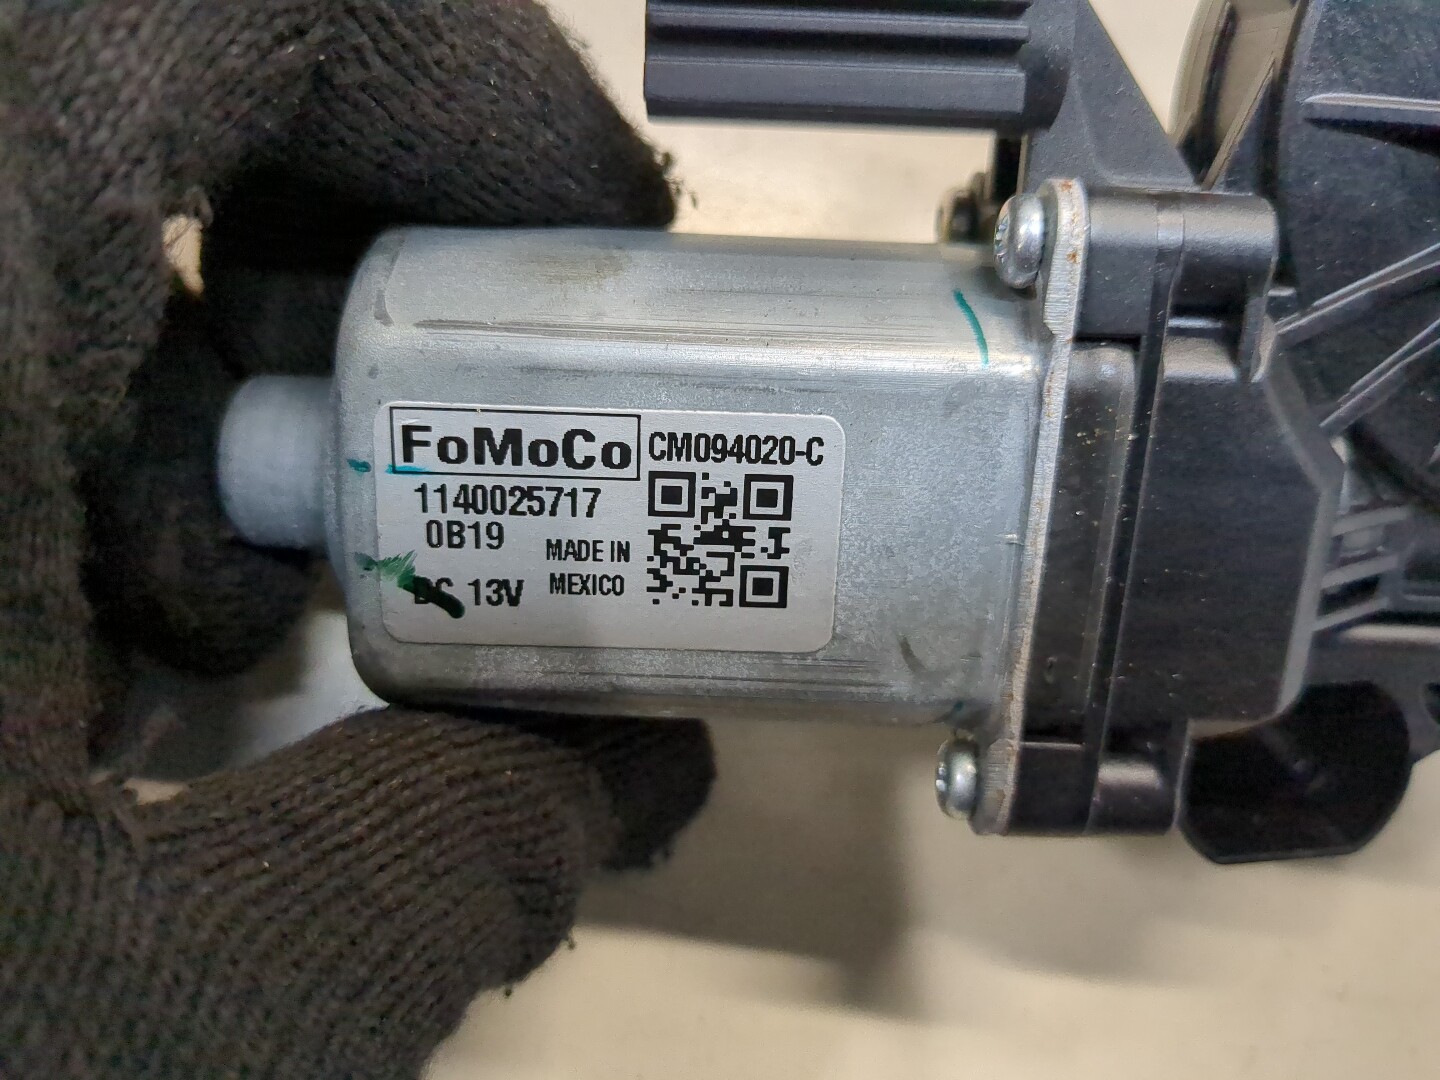 FoMoCo CM094020-C
1140025717
0B19
MADE IN
MEXICO
DC 13V